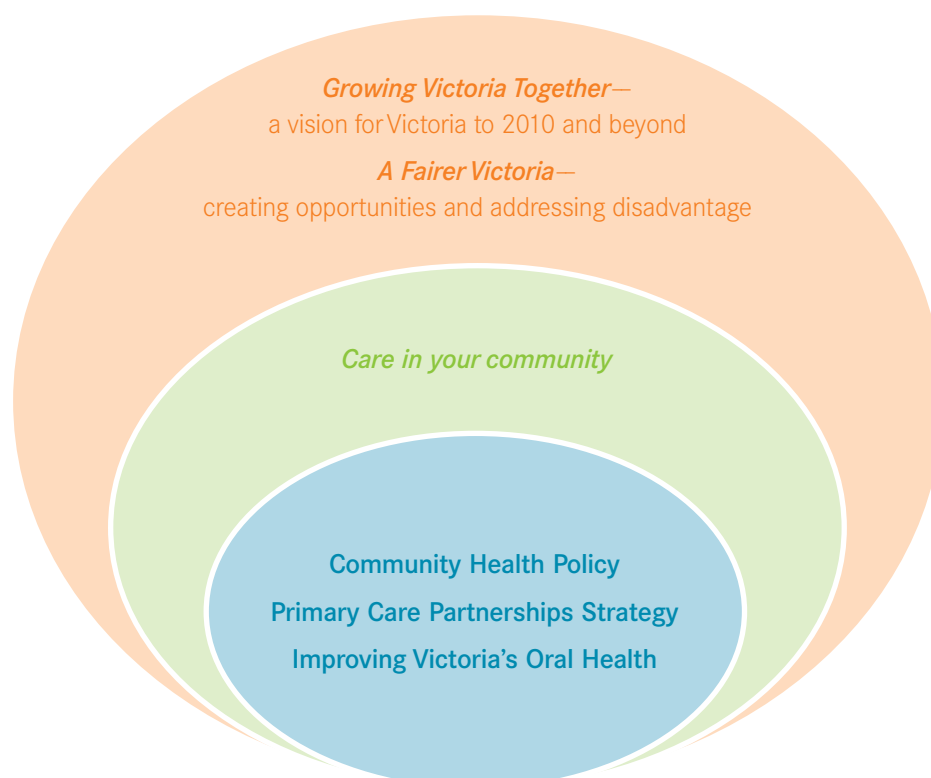 Growing Victoria Together—
a vision for Victoria to 2010 and beyond
A Fairer Victoria—
creating opportunities and addressing disadvantage
Care in your community
Community Health Policy
Primary Care Partnerships Strategy
Improving Victoria's Oral Health